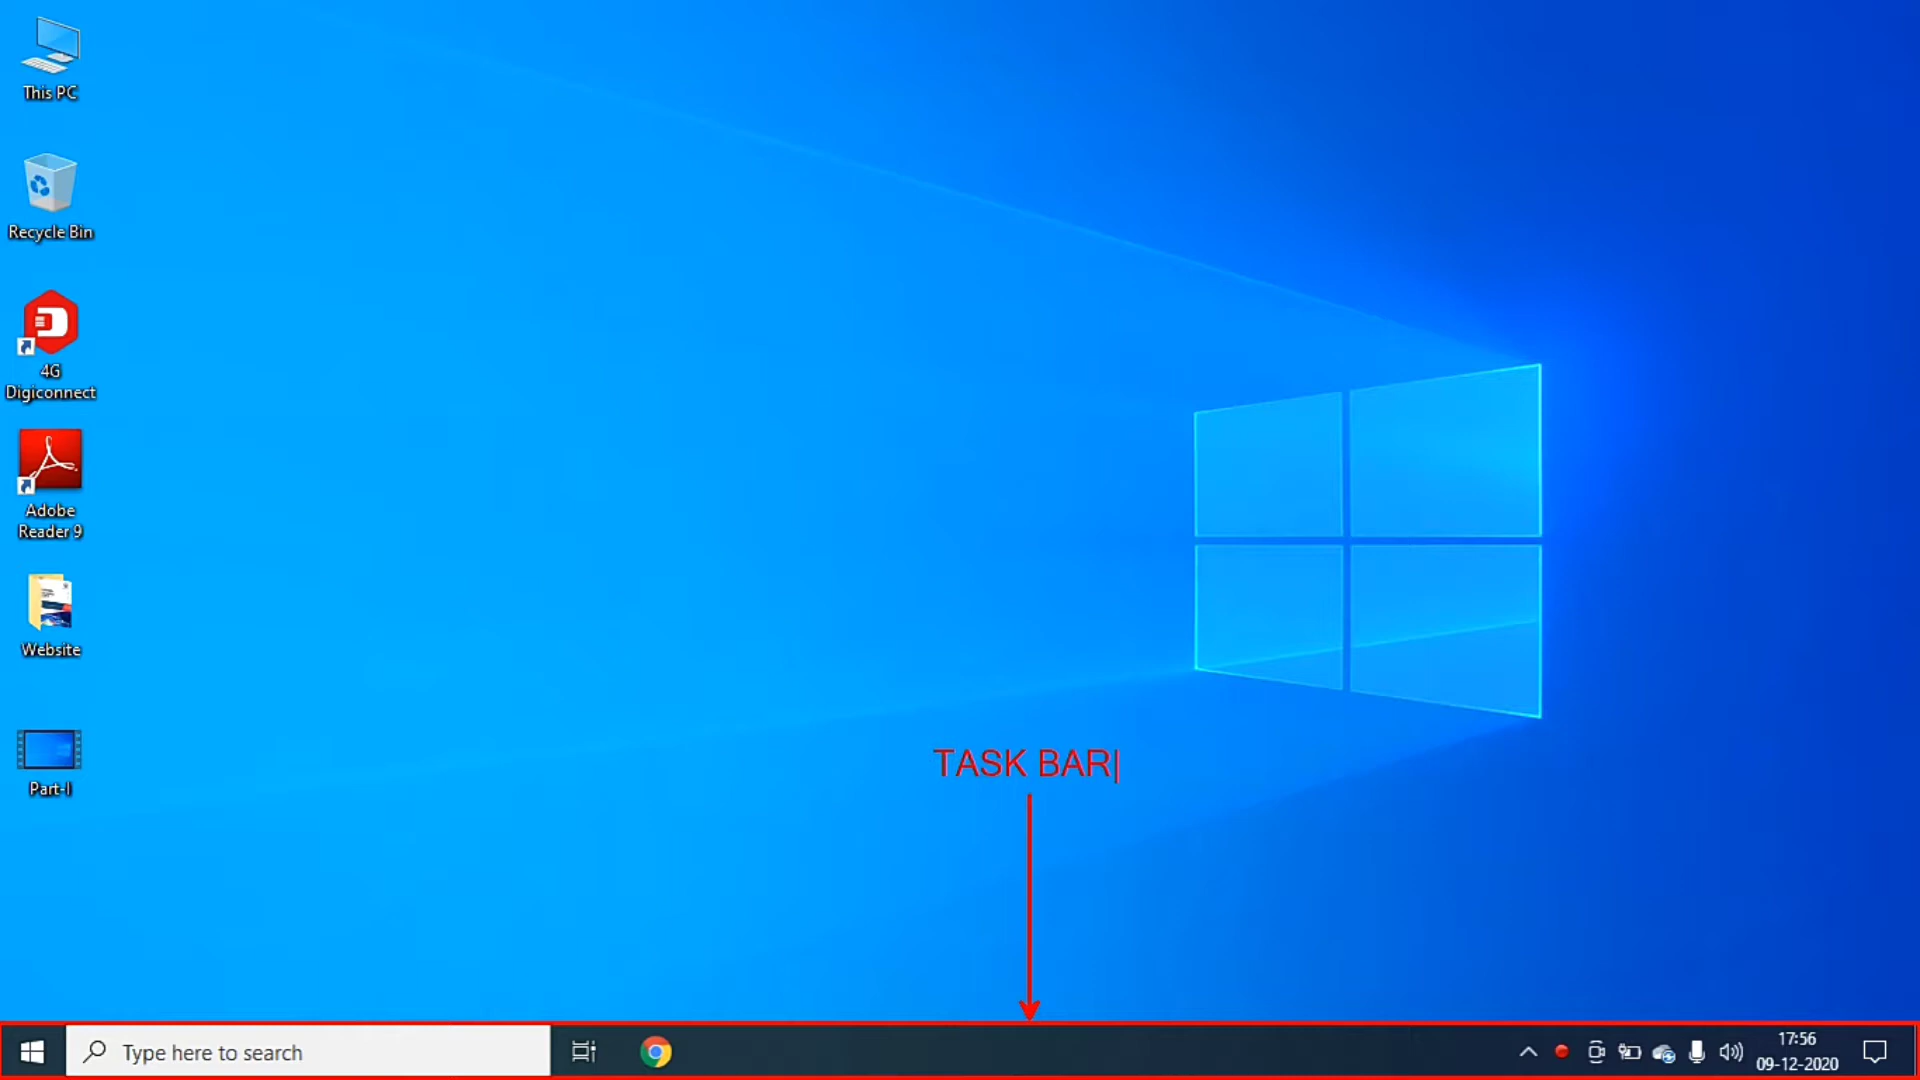 This PC
Recycle Bin
4G
Digiconnect
Adobe
Reader 9
Website
Part-I
TASK BAR
Type here to search
17:56
09-12-2020